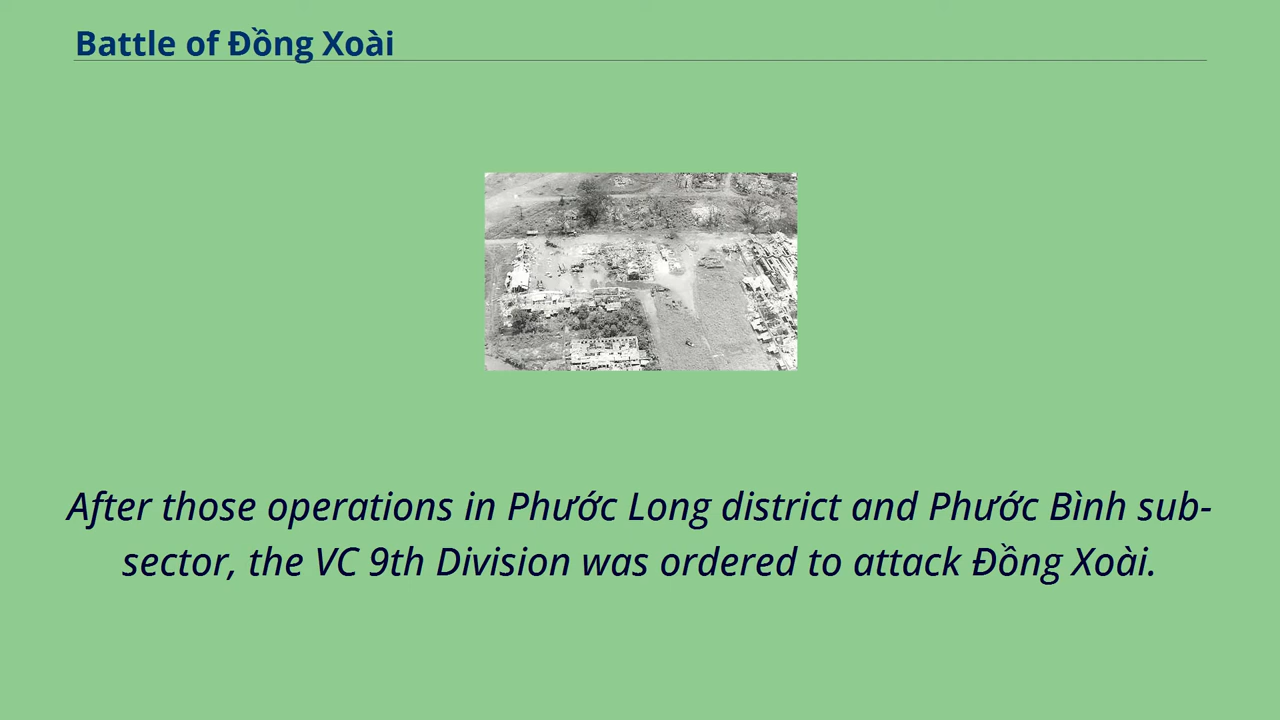 Battle of Đồng Xoài
After those operations in Phước Long district and Phước Bình sub-
sector, the VC 9th Division was ordered to attack Đồng Xoài.